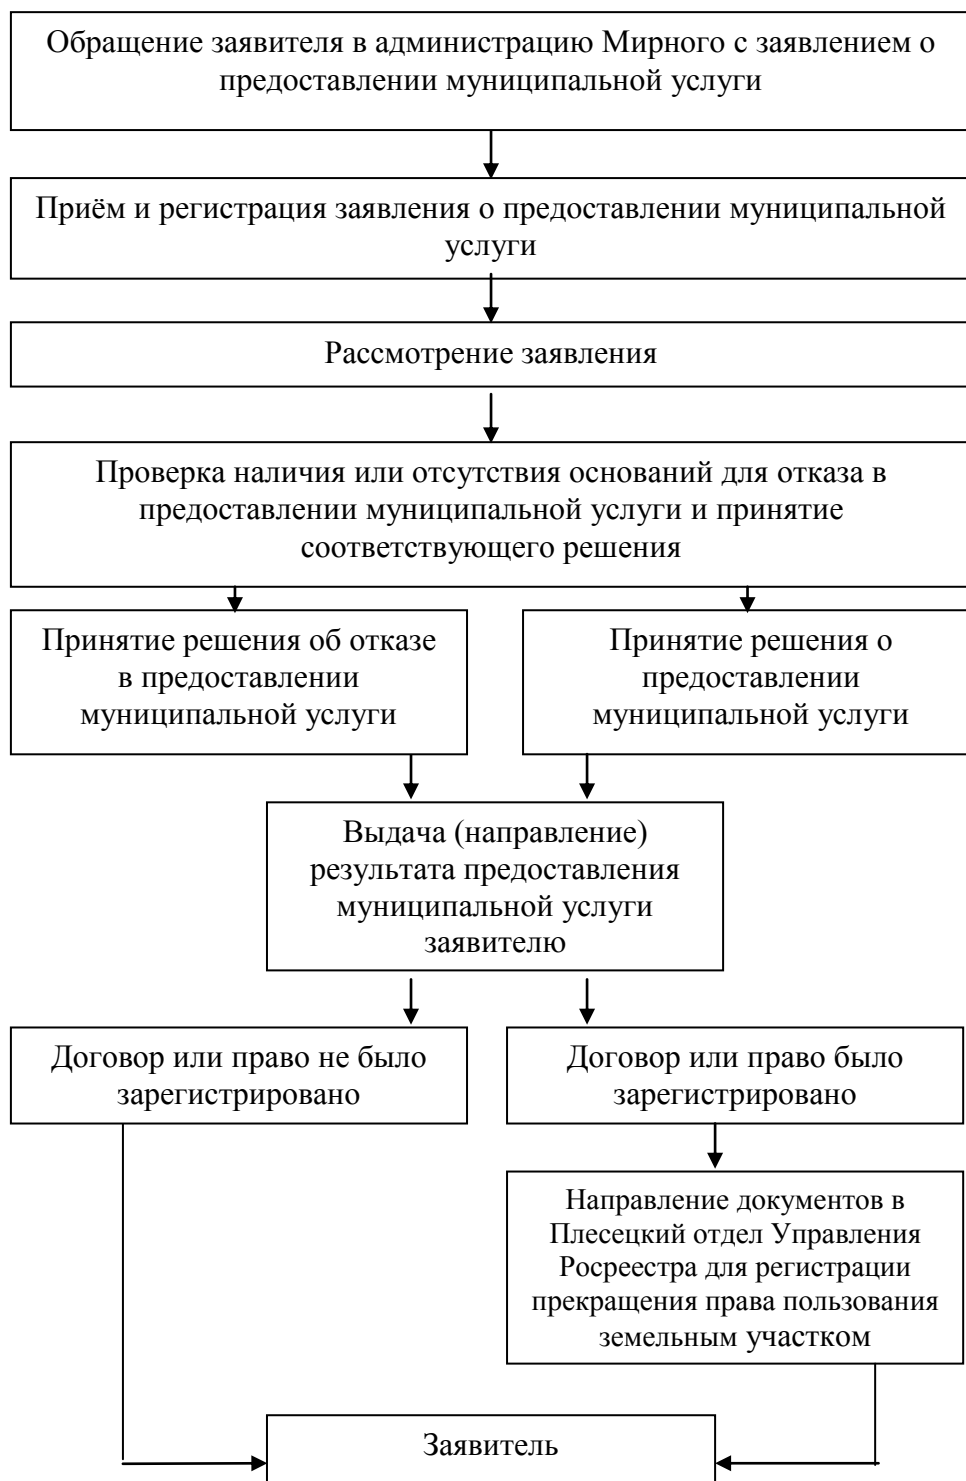 Обращение заявителя в администрацию Мирного с заявлением о
предоставлении муниципальной услуги
Приём и регистрация заявления о предоставлении муниципальной
услуги
Рассмотрение заявления
Проверка наличия или отсутствия оснований для отказа в
предоставлении муниципальной услуги и принятие
соответствующего решения
Принятие решения об отказе
в предоставлении
муниципальной услуги
Принятие решения о
предоставлении
муниципальной услуги
Выдача (направление)
результата предоставления
муниципальной услуги
заявителю
Договор или право не было
зарегистрировано
Договор или право было
зарегистрировано
Направление документов в
Плесецкий отдел Управления
Росреестра для регистрации
прекращения права пользования
земельным участком
Заявитель